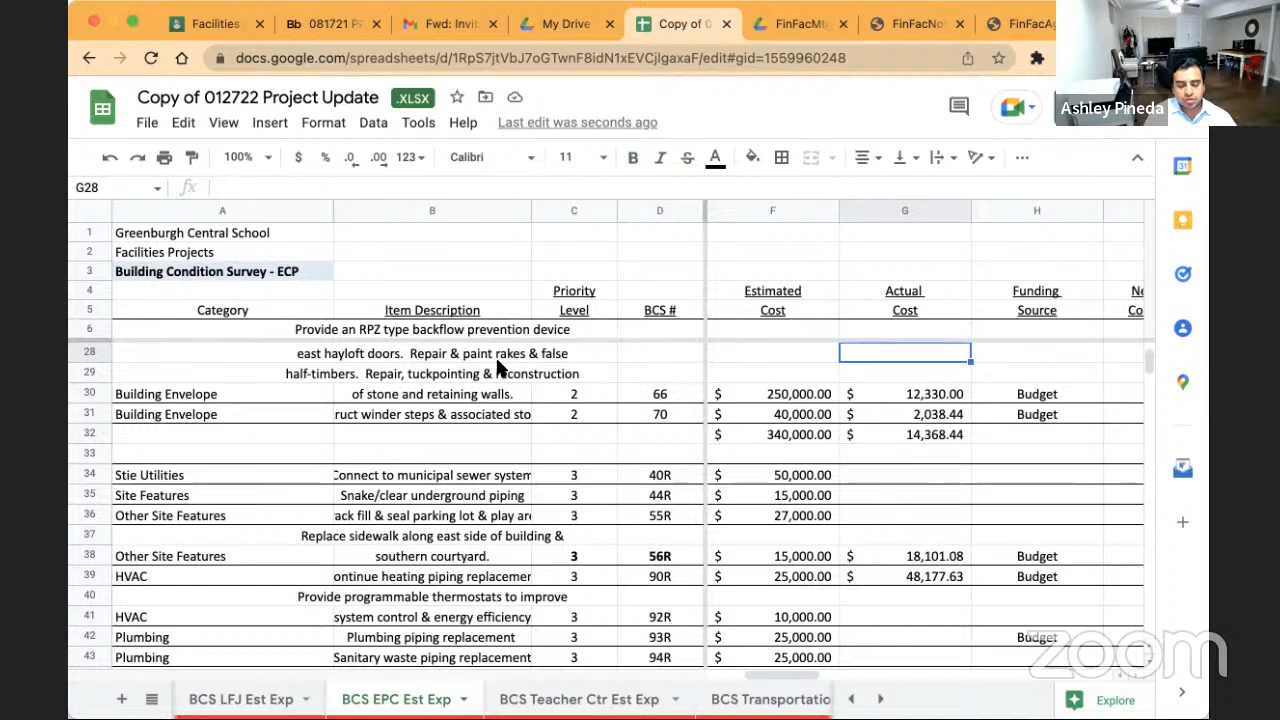 Facilities
Bb 081721 P
Fwd: Invit
My Drive
Copy of 0
FinFacMt
FinFacNo
FinFacAg
docs.google.com/spreadsheets/d/1RpS7jtVbJ7oGTwnF8idN1xEVCjlgaxaF/edit#gid=1559960248
Ashley Pineda
Copy of 012722 Project Update .XLSX
File Edit View Insert Format Data Tools Help Last edit was seconds ago
100% $ % .0 .00 123 Calibri 11 B I S A
G28 fx
A B C D F G H
1 Greenburgh Central School
2 Facilities Projects
3 Building Condition Survey - ECP
4 Priority Estimated Actual Funding Ne
5 Category Item Description Level BCS # Cost Cost Source Co
6 Provide an RPZ type backflow prevention device
28 east hayloft doors. Repair & paint rakes & false
29 half-timbers. Repair, tuckpointing & reconstruction
30 Building Envelope of stone and retaining walls. 2 66 $ 250,000.00 $ 12,330.00 Budget
31 Building Envelope ruct winder steps & associated sto 2 70 $ 40,000.00 $ 2,038.44 Budget
32 $ 340,000.00 $ 14,368.44
33
34 Stie Utilities Connect to municipal sewer system 3 40R $ 50,000.00
35 Site Features Snake/clear underground piping 3 44R $ 15,000.00
36 Other Site Features ack fill & seal parking lot & play are 3 55R $ 27,000.00
37 Replace sidewalk along east side of building &
38 Other Site Features southern courtyard. 3 56R $ 15,000.00 $ 18,101.08 Budget
39 HVAC ontinue heating piping replacemen 3 90R $ 25,000.00 $ 48,177.63 Budget
40 Provide programmable thermostats to improve
41 HVAC system control & energy efficiency 3 92R $ 10,000.00
42 Plumbing Plumbing piping replacement 3 93R $ 25,000.00 Budget
43 Plumbing Sanitary waste piping replacement 3 94R $ 25,000.00
zoom
BCS LFJ Est Exp BCS EPC Est Exp BCS Teacher Ctr Est Exp BCS Transportatio Explore